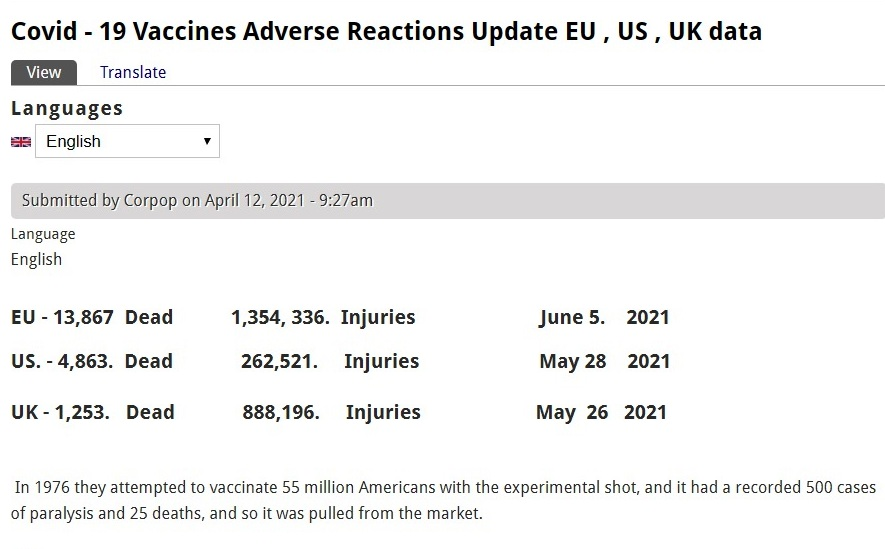 Covid - 19 Vaccines Adverse Reactions Update EU , US , UK data
View Translate
Languages
English ▼
Submitted by Corpop on April 12, 2021 - 9:27am
Language
English
EU - 13,867 Dead 1,354, 336. Injuries June 5. 2021
US. - 4,863. Dead 262,521. Injuries May 28 2021
UK - 1,253. Dead 888,196. Injuries May 26 2021
In 1976 they attempted to vaccinate 55 million Americans with the experimental shot, and it had a recorded 500 cases
of paralysis and 25 deaths, and so it was pulled from the market.